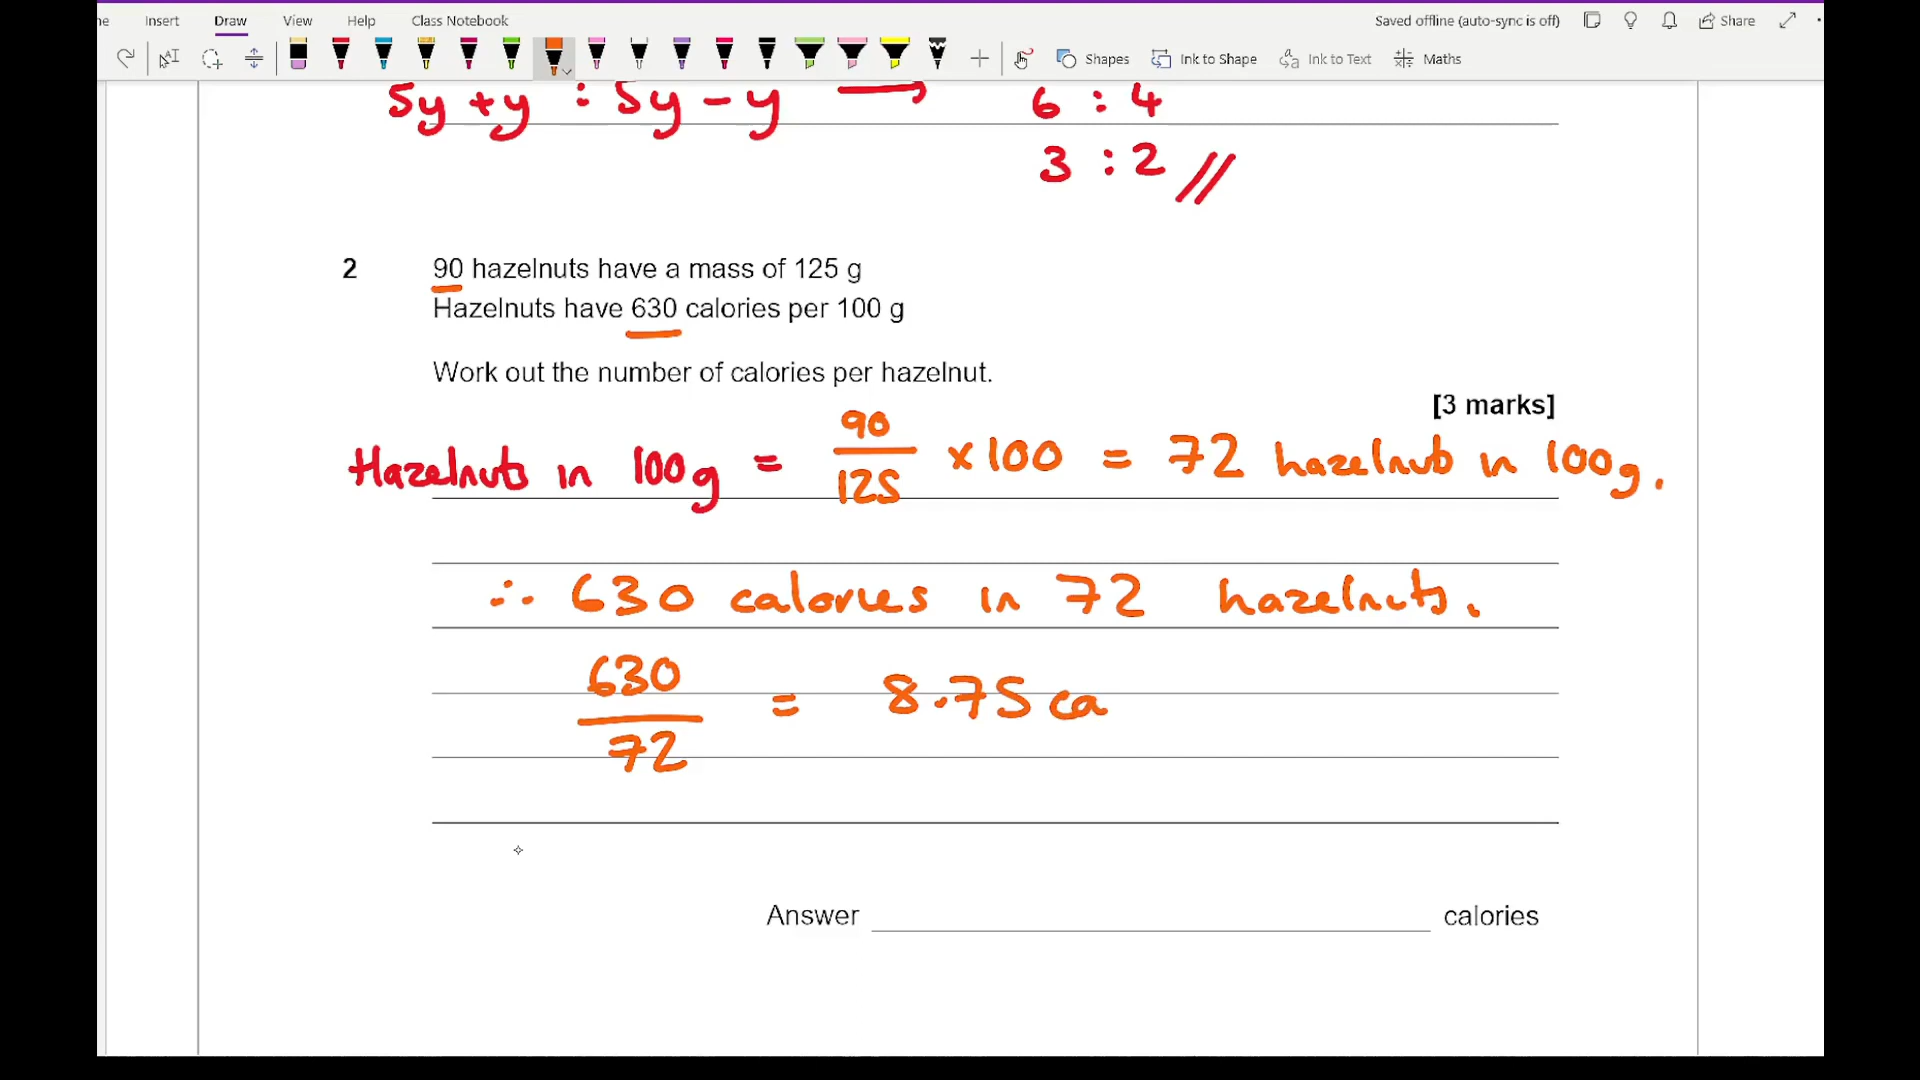 Insert Draw View Help Class Notebook Saved offline (auto-sync is off) Share
Shapes Ink to Shape Ink to Text Maths
5y + y : 5y - y → 6 : 4
3 : 2 //
2 90 hazelnuts have a mass of 125 g
Hazelnuts have 630 calories per 100 g
Work out the number of calories per hazelnut.
[3 marks]
Hazelnuts in 100g = 90/125 × 100 = 72 hazelnuts in 100g.
∴ 630 calories in 72 hazelnuts.
630/72 = 8.75 ca
Answer calories